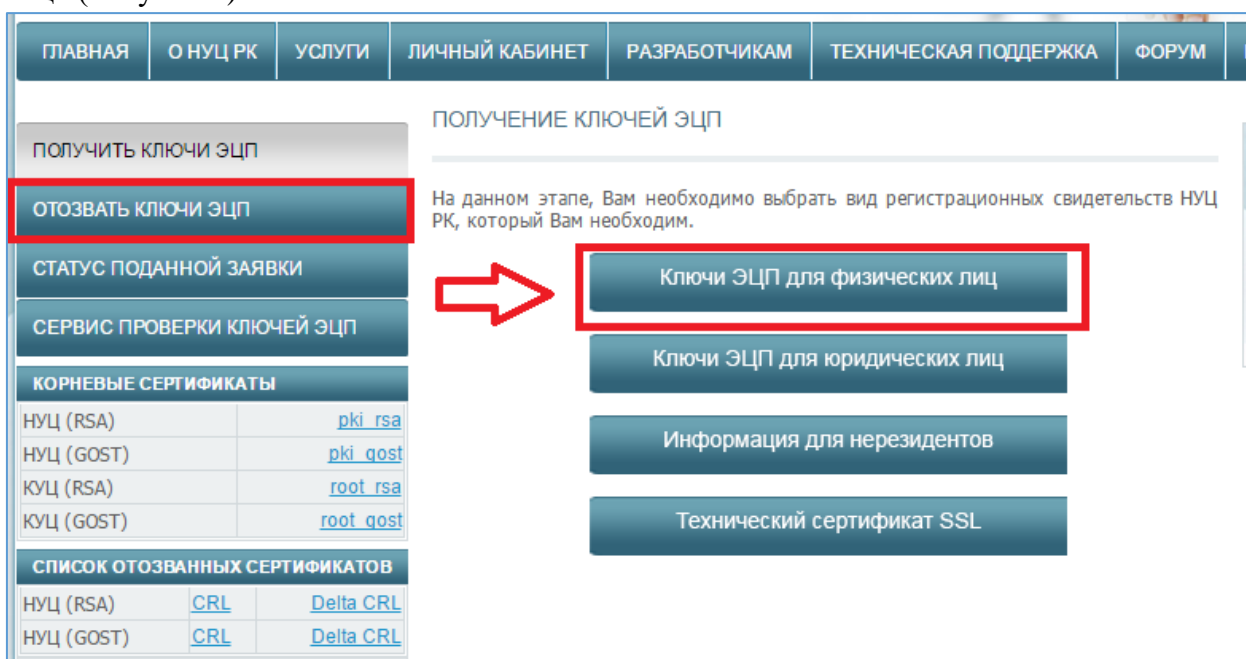 ГЛАВНАЯ О НУЦ РК УСЛУГИ ЛИЧНЫЙ КАБИНЕТ РАЗРАБОТЧИКАМ ТЕХНИЧЕСКАЯ ПОДДЕРЖКА ФОРУМ
ПОЛУЧИТЬ КЛЮЧИ ЭЦП
ОТОЗВАТЬ КЛЮЧИ ЭЦП
СТАТУС ПОДАННОЙ ЗАЯВКИ
СЕРВИС ПРОВЕРКИ КЛЮЧЕЙ ЭЦП
КОРНЕВЫЕ СЕРТИФИКАТЫ
НУЦ (RSA) pki_rsa
НУЦ (GOST) pki_gost
КУЦ (RSA) root_rsa
КУЦ (GOST) root_gost
СПИСОК ОТОЗВАННЫХ СЕРТИФИКАТОВ
НУЦ (RSA) CRL Delta CRL
НУЦ (GOST) CRL Delta CRL
ПОЛУЧЕНИЕ КЛЮЧЕЙ ЭЦП
На данном этапе, Вам необходимо выбрать вид регистрационных свидетельств НУЦ
РК, который Вам необходим.
Ключи ЭЦП для физических лиц
Ключи ЭЦП для юридических лиц
Информация для нерезидентов
Технический сертификат SSL